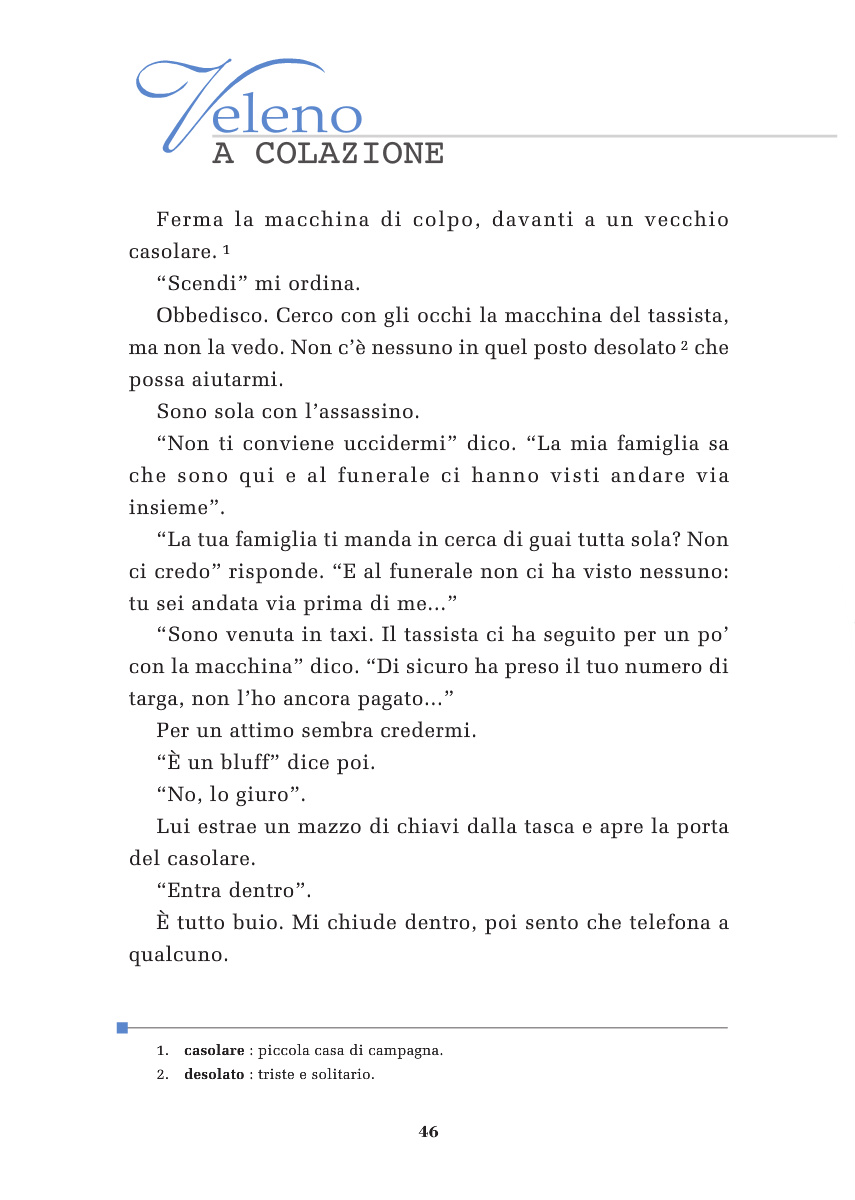 Veleno
A COLAZIONE
Ferma la macchina di colpo, davanti a un vecchio
casolare. 1
“Scendi” mi ordina.
Obbedisco. Cerco con gli occhi la macchina del tassista,
ma non la vedo. Non c’è nessuno in quel posto desolato 2 che
possa aiutarmi.
Sono sola con l’assassino.
“Non ti conviene uccidermi” dico. “La mia famiglia sa
che sono qui e al funerale ci hanno visti andare via
insieme”.
“La tua famiglia ti manda in cerca di guai tutta sola? Non
ci credo” risponde. “E al funerale non ci ha visto nessuno:
tu sei andata via prima di me...”
“Sono venuta in taxi. Il tassista ci ha seguito per un po’
con la macchina” dico. “Di sicuro ha preso il tuo numero di
targa, non l’ho ancora pagato...”
Per un attimo sembra credermi.
“È un bluff” dice poi.
“No, lo giuro”.
Lui estrae un mazzo di chiavi dalla tasca e apre la porta
del casolare.
“Entra dentro”.
È tutto buio. Mi chiude dentro, poi sento che telefona a
qualcuno.
1. casolare : piccola casa di campagna.
2. desolato : triste e solitario.
46